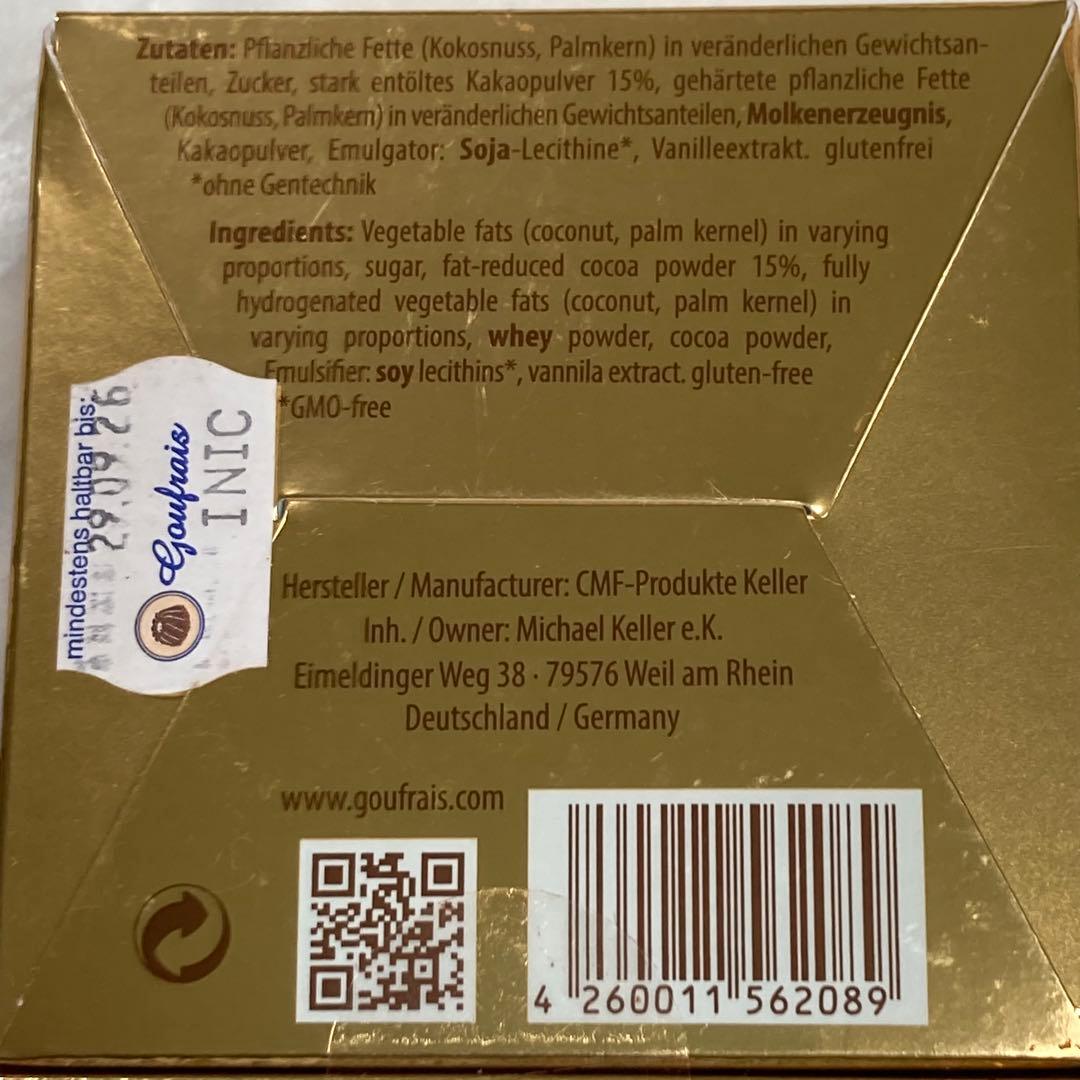 Zutaten: Pflanzliche Fette (Kokosnuss, Palmkern) in veränderlichen Gewichtsan-
teilen, Zucker, stark entöltes Kakaopulver 15%, gehärtete pflanzliche Fette
(Kokosnuss, Palmkern) in veränderlichen Gewichtsanteilen, Molkenerzeugnis,
Kakaopulver, Emulgator: Soja-Lecithine*, Vanilleextrakt. glutenfrei
*ohne Gentechnik
Ingredients: Vegetable fats (coconut, palm kernel) in varying
proportions, sugar, fat-reduced cocoa powder 15%, fully
hydrogenated vegetable fats (coconut, palm kernel) in
varying proportions, whey powder, cocoa powder,
Emulsifier: soy lecithins*, vannila extract. gluten-free
*GMO-free
mindestens haltbar bis:
29.09.26
Goufrais
INIC
Hersteller / Manufacturer: CMF-Produkte Keller
Inh. / Owner: Michael Keller e.K.
Eimeldinger Weg 38 · 79576 Weil am Rhein
Deutschland / Germany
www.goufrais.com
4 260011 562089